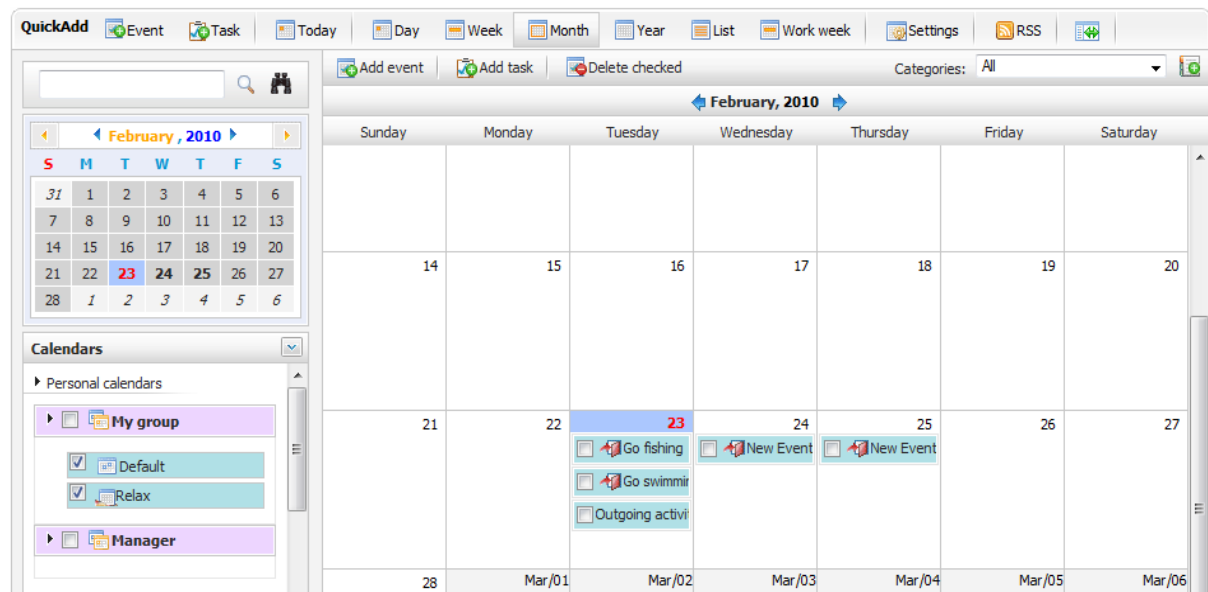 QuickAdd Event Task Today Day Week Month Year List Work week Settings RSS
Add event Add task Delete checked Categories: All
February, 2010
Sunday Monday Tuesday Wednesday Thursday Friday Saturday
February , 2010
S M T W T F S
31 1 2 3 4 5 6
7 8 9 10 11 12 13
14 15 16 17 18 19 20
21 22 23 24 25 26 27
28 1 2 3 4 5 6
Calendars
Personal calendars
My group
Default
Relax
Manager
14 15 16 17 18 19 20
21 22 23 24 25 26 27
Go fishing New Event New Event
Go swimmin
Outgoing activi
28 Mar/01 Mar/02 Mar/03 Mar/04 Mar/05 Mar/06